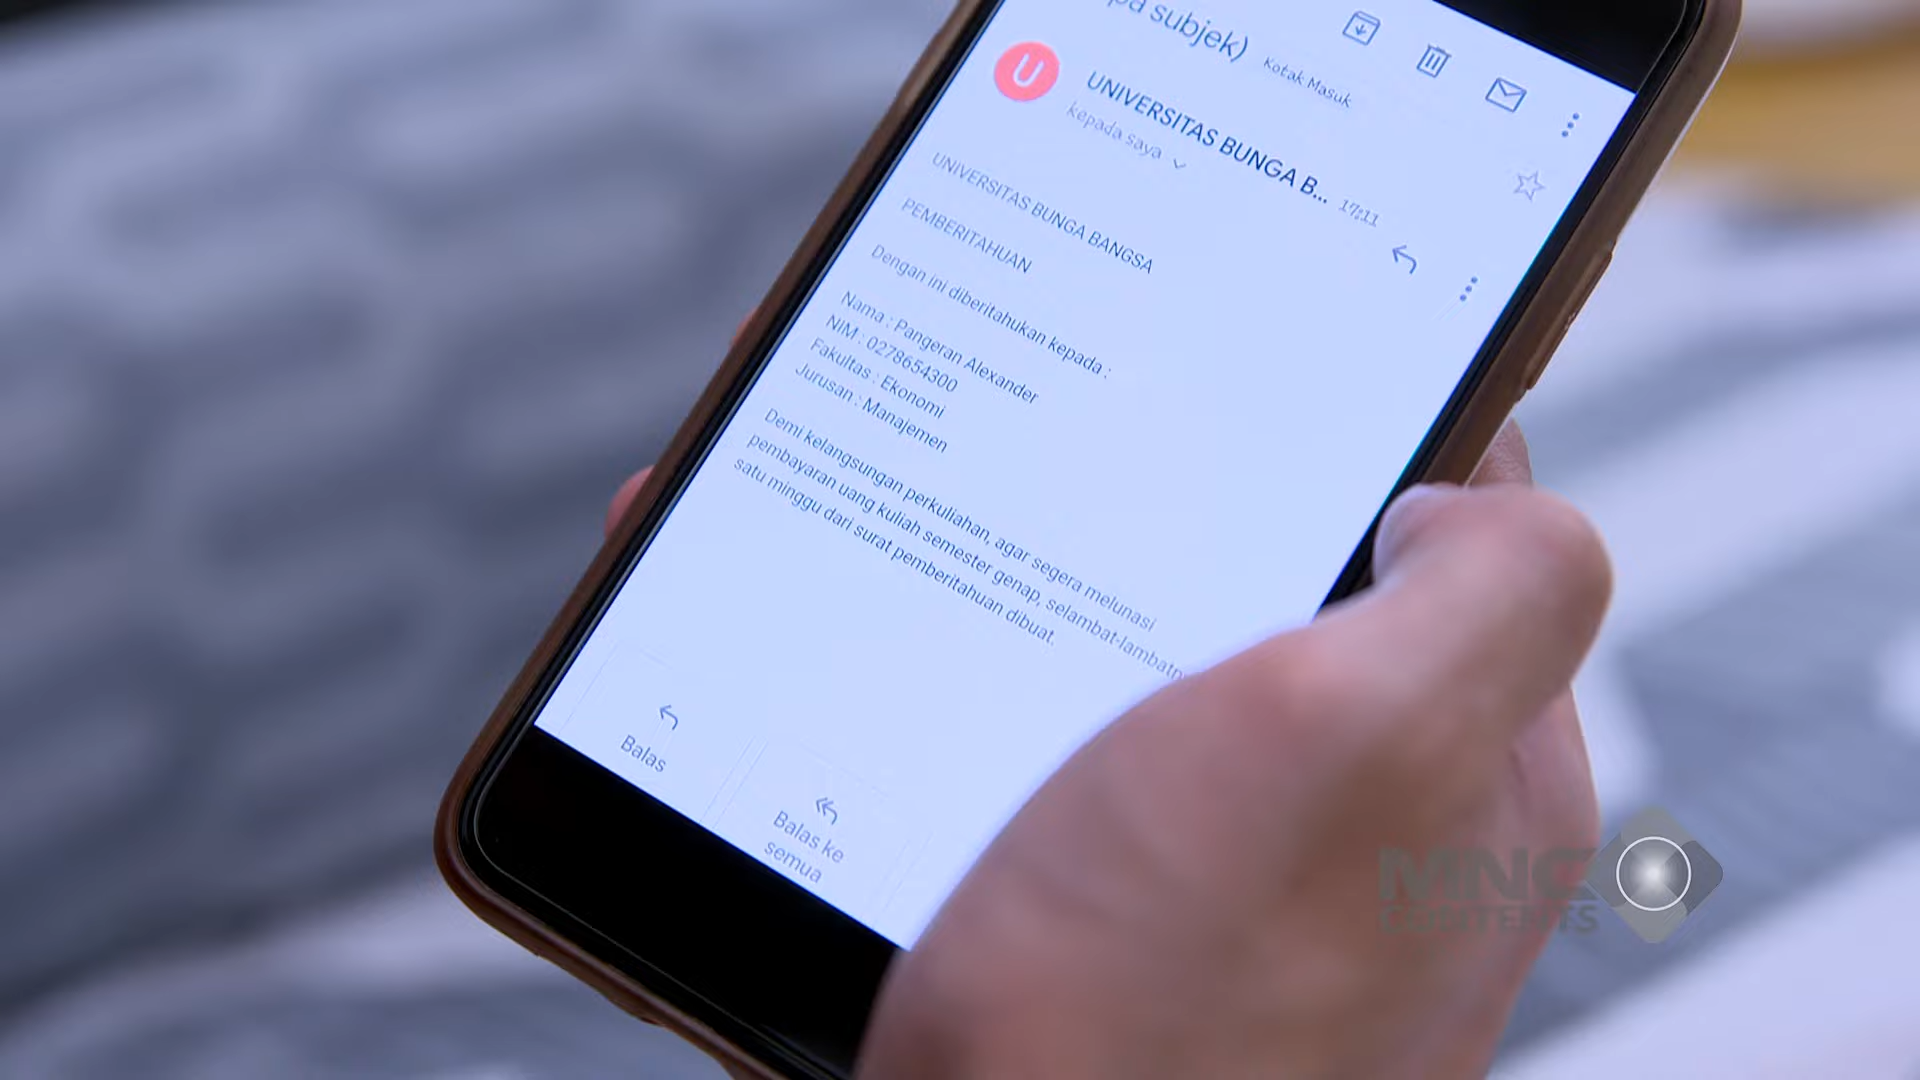 pa subjek) Kotak Masuk
U
UNIVERSITAS BUNGA B... 17:11
kepada saya
UNIVERSITAS BUNGA BANGSA
PEMBERITAHUAN
Dengan ini diberitahukan kepada :
Nama : Pangeran Alexander
NIM : 0278654300
Fakultas : Ekonomi
Jurusan : Manajemen
Demi kelangsungan perkuliahan, agar segera melunasi
pembayaran uang kuliah semester genap, selambat-lambatn
satu minggu dari surat pemberitahuan dibuat.
Balas
Balas ke
semua
MNC
CONTENTS